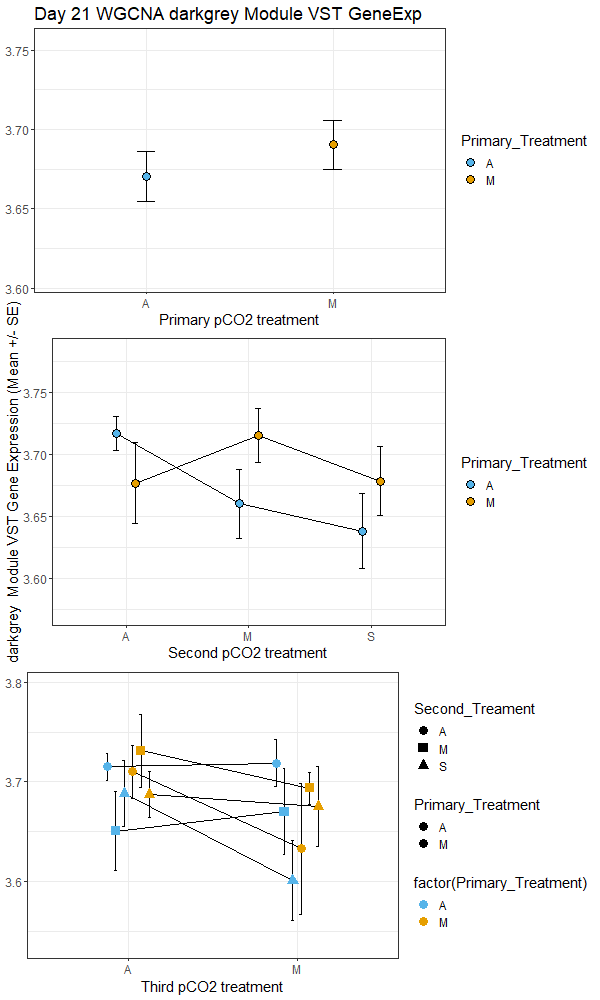 Day 21 WGCNA darkgrey Module VST GeneExp
3.75
3.70
3.65
3.60
A M
Primary pCO2 treatment
Primary_Treatment
A
M
darkgrey  Module VST Gene Expression (Mean +/- SE)
3.75
3.70
3.65
3.60
A M S
Second pCO2 treatment
Primary_Treatment
A
M
3.8
3.7
3.6
A M
Third pCO2 treatment
Second_Treament
A
M
S
Primary_Treatment
A
M
factor(Primary_Treatment)
A
M